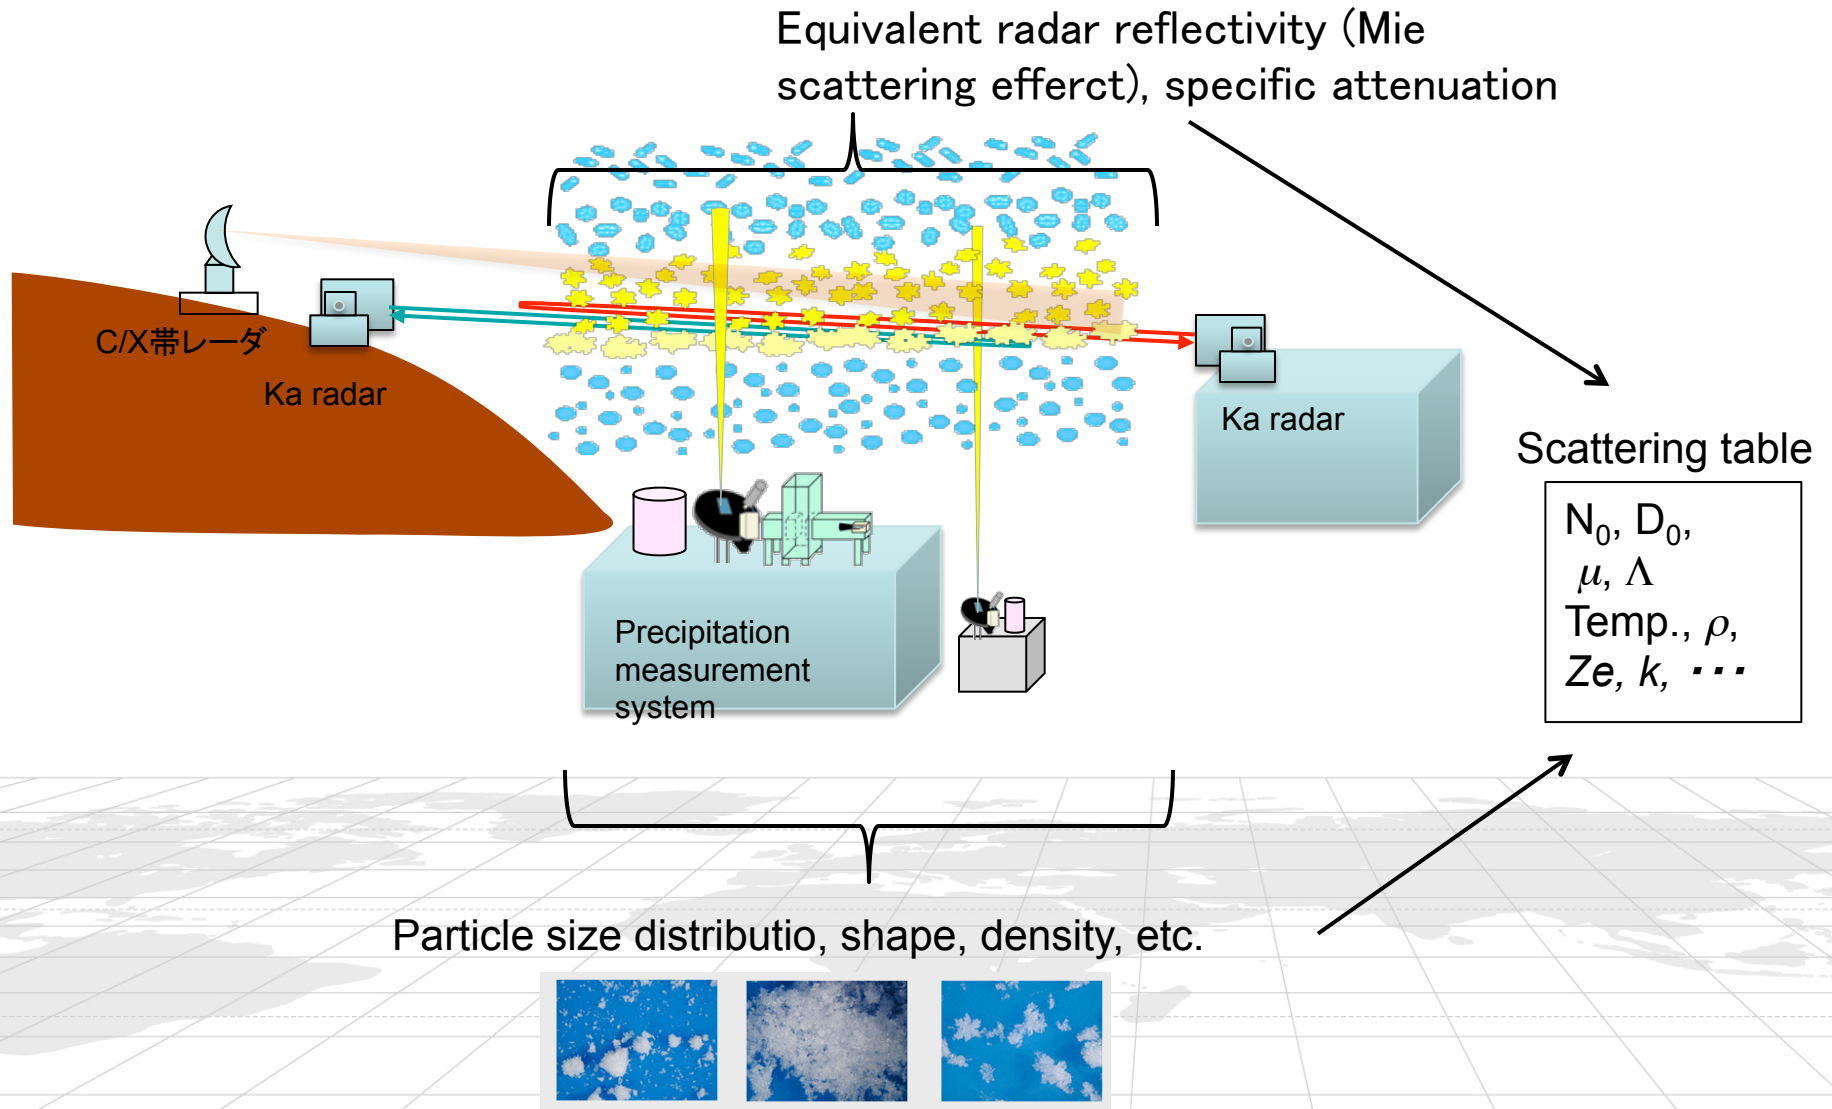 Equivalent radar reflectivity (Mie
scattering efferct), specific attenuation
C/X帯レーダ
Ka radar
Ka radar
Scattering table
N0, D0,
μ, Λ
Temp., ρ,
Ze, k, ・・・
Precipitation
measurement
system
Particle size distributio, shape, density, etc.